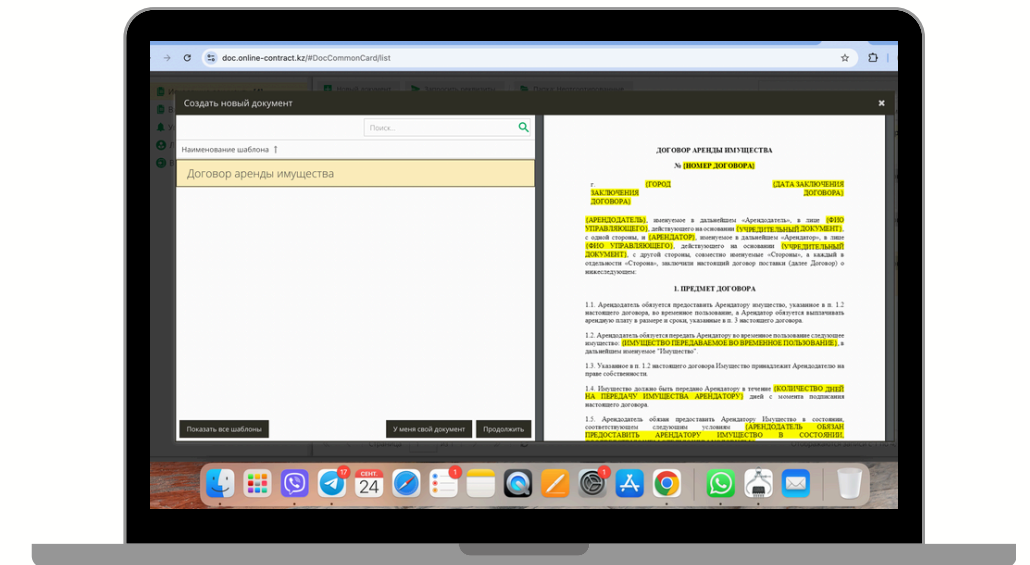 doc.online-contract.kz/#DocCommonCard/list
Создать новый документ
Поиск...
Наименование шаблона ↑
Договор аренды имущества
Показать все шаблоны
У меня свой документ
Продолжить
ДОГОВОР АРЕНДЫ ИМУЩЕСТВА
№ {НОМЕР ДОГОВОРА}
г. {ГОРОД {ДАТА ЗАКЛЮЧЕНИЯ
ЗАКЛЮЧЕНИЯ ДОГОВОРА}
ДОГОВОРА}
{АРЕНДОДАТЕЛЬ}, именуемое в дальнейшем «Арендодатель», в лице {ФИО
УПРАВЛЯЮЩЕГО}, действующего на основании {УЧРЕДИТЕЛЬНЫЙ ДОКУМЕНТ},
с одной стороны, и {АРЕНДАТОР}, именуемое в дальнейшем «Арендатор», в лице
{ФИО УПРАВЛЯЮЩЕГО}, действующего на основании {УЧРЕДИТЕЛЬНЫЙ
ДОКУМЕНТ}, с другой стороны, совместно именуемые «Стороны», а каждый в
отдельности «Сторона», заключили настоящий договор поставки (далее Договор) о
нижеследующем:
1. ПРЕДМЕТ ДОГОВОРА
1.1. Арендодатель обязуется предоставить Арендатору имущество, указанное в п. 1.2
настоящего договора, во временное пользование, а Арендатор обязуется выплачивать
арендную плату в размере и сроки, указанные в п. 3 настоящего договора.
1.2. Арендодатель обязуется передать Арендатору во временное пользование следующее
имущество: {ИМУЩЕСТВО ПЕРЕДАВАЕМОЕ ВО ВРЕМЕННОЕ ПОЛЬЗОВАНИЕ}, в
дальнейшем именуемое "Имущество".
1.3. Указанное в п. 1.2 настоящего договора Имущество принадлежит Арендодателю на
праве собственности.
1.4. Имущество должно быть передано Арендатору в течение {КОЛИЧЕСТВО ДНЕЙ
НА ПЕРЕДАЧУ ИМУЩЕСТВА АРЕНДАТОРУ} дней с момента подписания
настоящего договора.
1.5. Арендодатель обязан предоставить Арендатору Имущество в состоянии,
соответствующем следующим условиям {АРЕНДОДАТЕЛЬ ОБЯЗАН
ПРЕДОСТАВИТЬ АРЕНДАТОРУ ИМУЩЕСТВО В СОСТОЯНИИ,
17
СЕНТ.
24
1
1